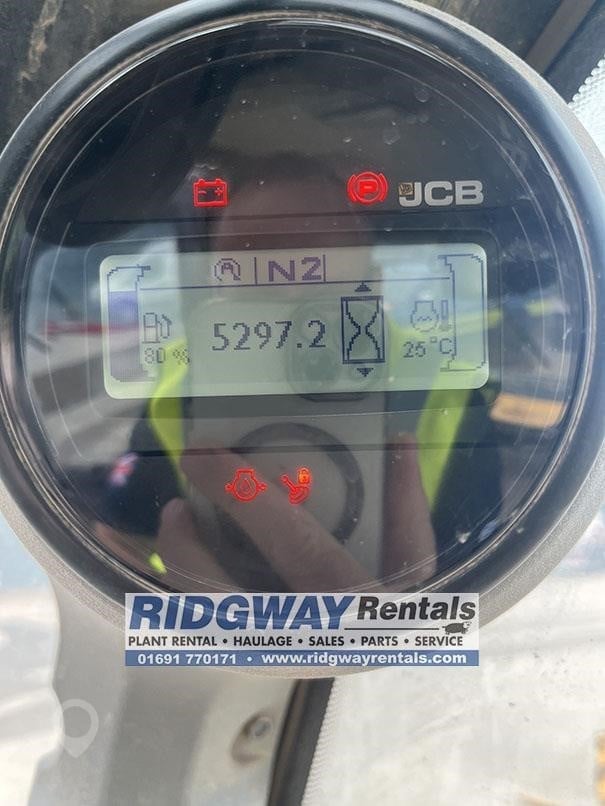 P JCB
N2
5297.2
80 %
26 °C
RIDGWAY Rentals
PLANT RENTAL • HAULAGE • SALES • PARTS • SERVICE
01691 770171 • www.ridgwayrentals.com